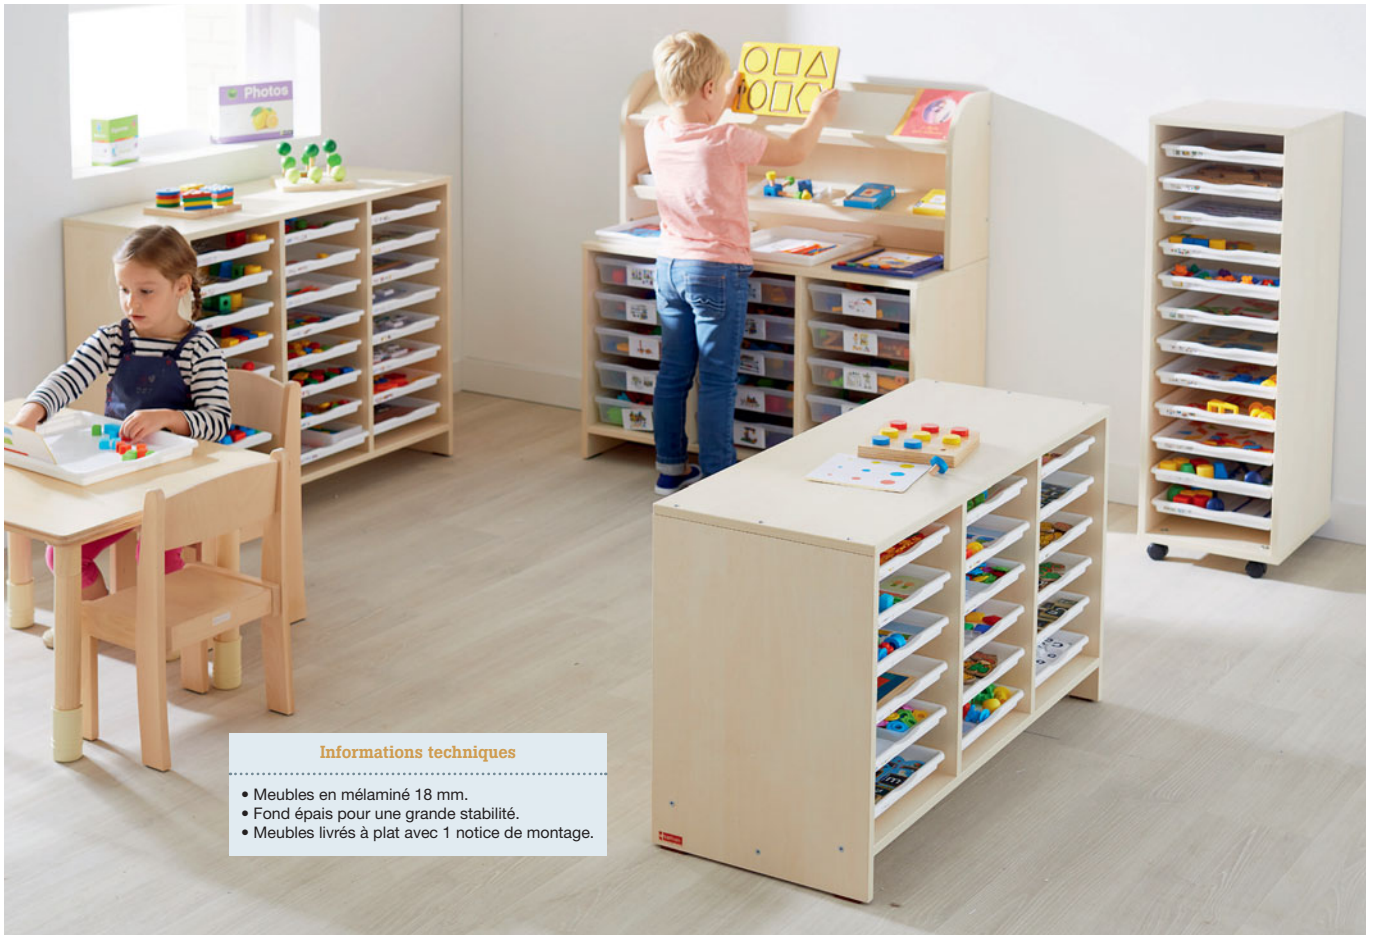 Photos
Informations techniques
• Meubles en mélaminé 18 mm.
• Fond épais pour une grande stabilité.
• Meubles livrés à plat avec 1 notice de montage.